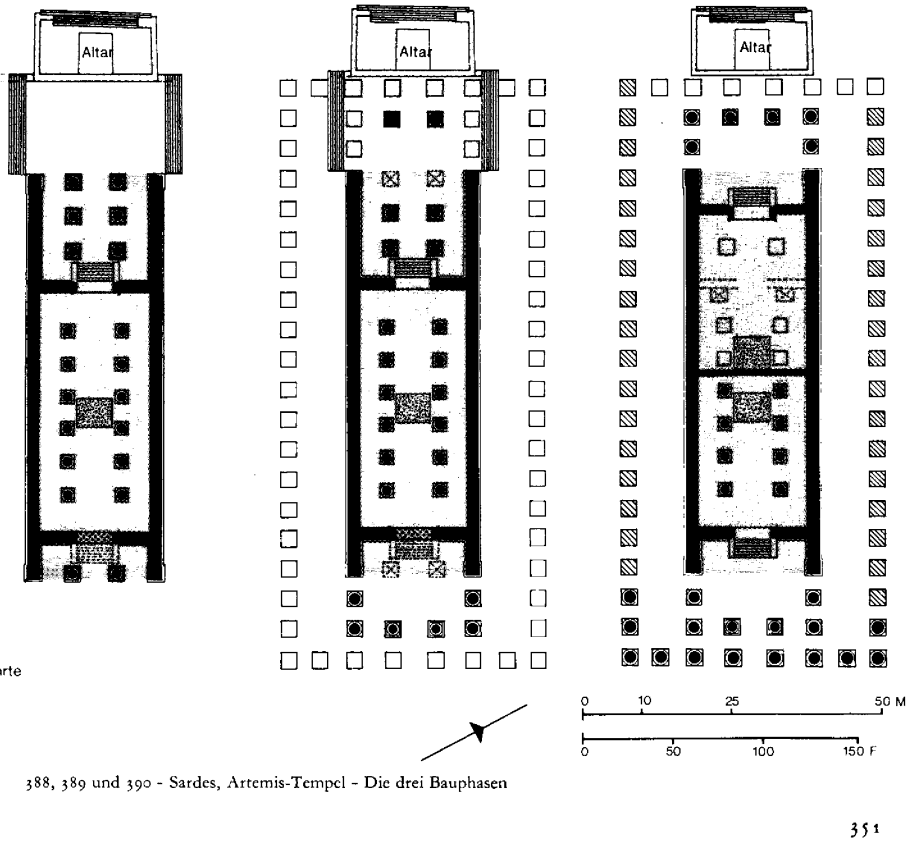 Altar Altar Altar
arte
0 10 25 50 M
0 50 100 150 F
388, 389 und 390 - Sardes, Artemis-Tempel - Die drei Bauphasen
351